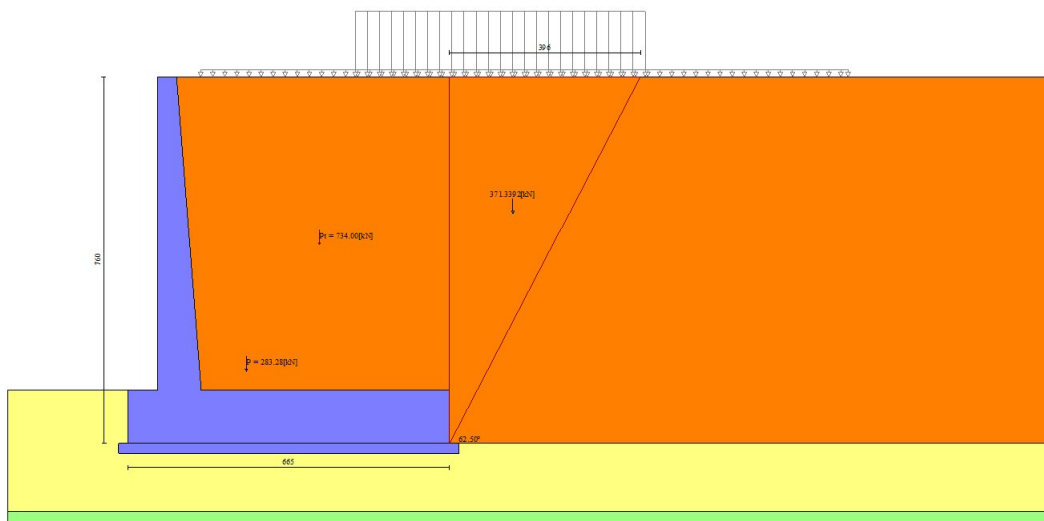 396
371.3392[kN]
Pt = 734.00[kN]
760
P = 283.28[kN]
62.50°
665